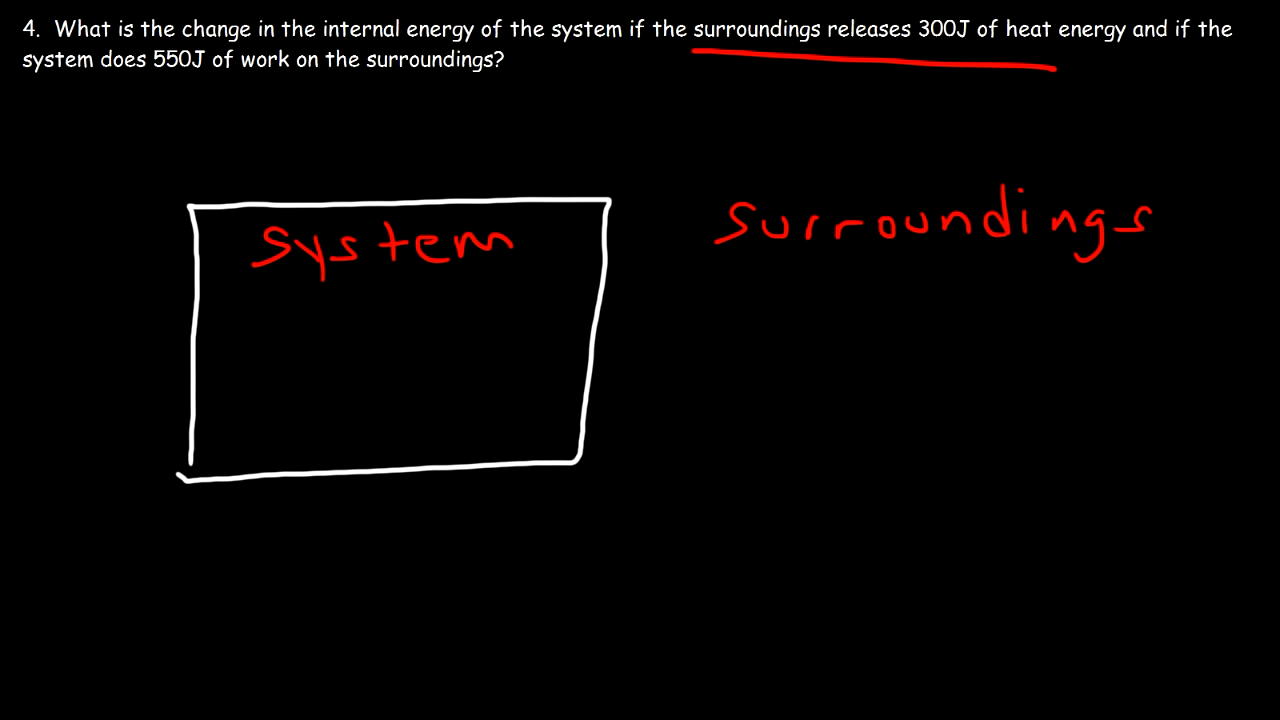 4. What is the change in the internal energy of the system if the surroundings releases 300J of heat energy and if the
system does 550J of work on the surroundings?
Surroundings
System